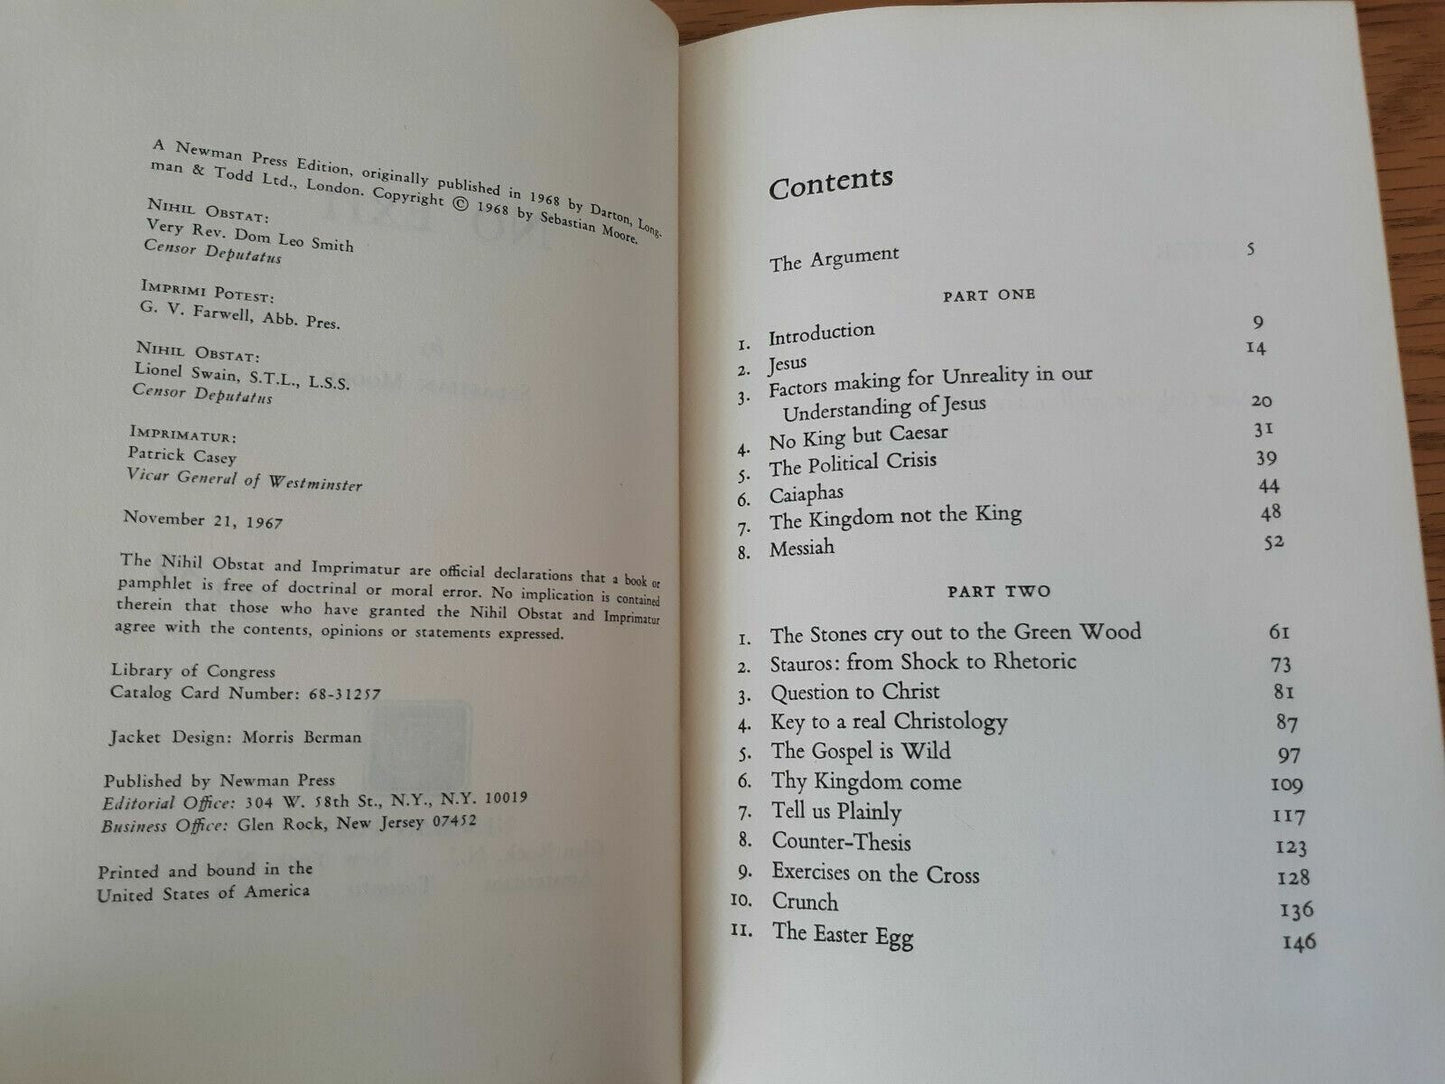 A Newman Press Edition, originally published in 1968 by Darton, Long-
man & Todd Ltd., London. Copyright © 1968 by Sebastian Moore.
NIHIL OBSTAT:
Very Rev. Dom Leo Smith
Censor Deputatus
IMPRIMI POTEST:
G. V. Farwell, Abb. Pres.
NIHIL OBSTAT:
Lionel Swain, S.T.L., L.S.S.
Censor Deputatus
IMPRIMATUR:
Patrick Casey
Vicar General of Westminster
November 21, 1967
The Nihil Obstat and Imprimatur are official declarations that a book or
pamphlet is free of doctrinal or moral error. No implication is contained
therein that those who have granted the Nihil Obstat and Imprimatur
agree with the contents, opinions or statements expressed.
Library of Congress
Catalog Card Number: 68-31257
Jacket Design: Morris Berman
Published by Newman Press
Editorial Office: 304 W. 58th St., N.Y., N.Y. 10019
Business Office: Glen Rock, New Jersey 07452
Printed and bound in the
United States of America
Contents
The Argument 5
PART ONE
1. Introduction 9
2. Jesus 14
3. Factors making for Unreality in our
Understanding of Jesus 20
4. No King but Caesar 31
5. The Political Crisis 39
6. Caiaphas 44
7. The Kingdom not the King 48
8. Messiah 52
PART TWO
1. The Stones cry out to the Green Wood 61
2. Stauros: from Shock to Rhetoric 73
3. Question to Christ 81
4. Key to a real Christology 87
5. The Gospel is Wild 97
6. Thy Kingdom come 109
7. Tell us Plainly 117
8. Counter-Thesis 123
9. Exercises on the Cross 128
10. Crunch 136
11. The Easter Egg 146